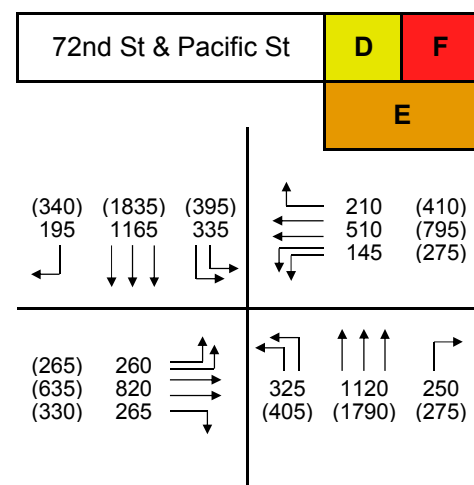 72nd St & Pacific St D F
E
(340) (1835) (395)
195 1165 335
210 (410)
510 (795)
145 (275)
(265) 260
(635) 820
(330) 265
325 1120 250
(405) (1790) (275)